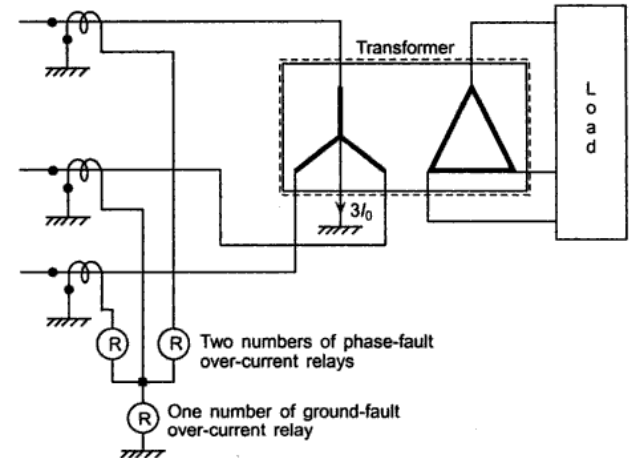 Transformer
L
o
a
d
3I₀
R
R
Two numbers of phase-fault
over-current relays
R
One number of ground-fault
over-current relay